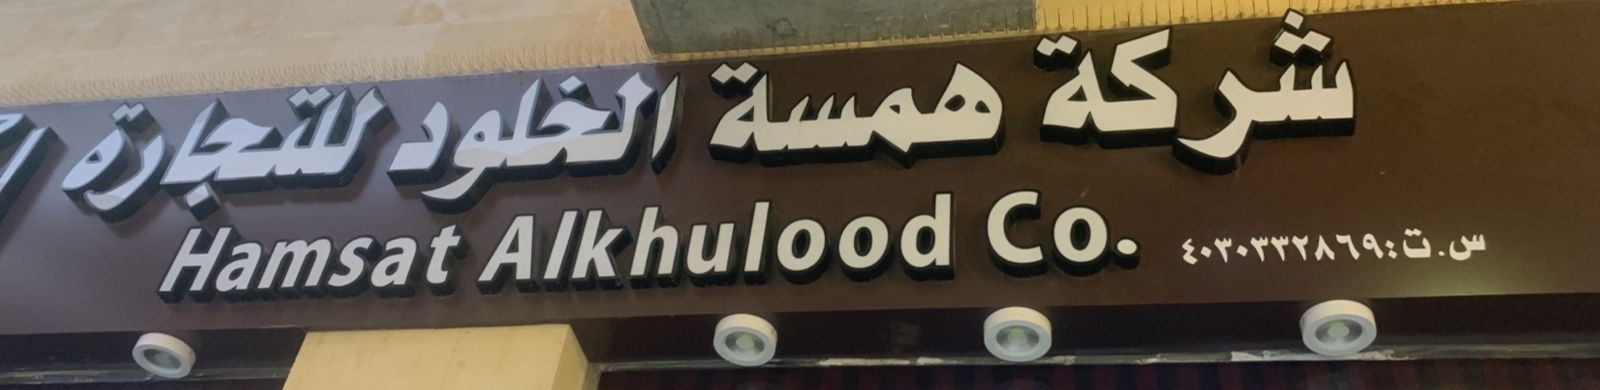 شركة همسة الخلود للتجارة
Hamsat Alkhulood Co.
س.ت:٤٠٣٠٣٣٢٨٦٩